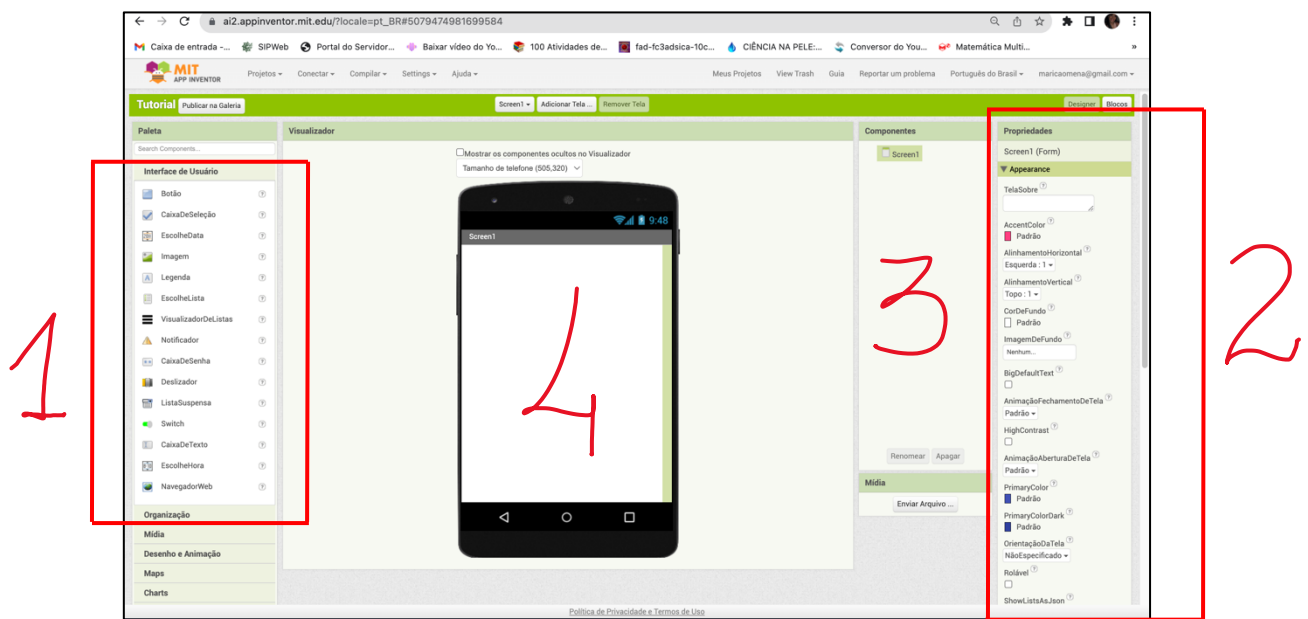 ai2.appinventor.mit.edu/?locale=pt_BR#5079474981699584
Caixa de entrada -... SIPWeb Portal do Servidor... Baixar vídeo do Yo... 100 Atividades de... fad-fc3adsica-10c... CIÊNCIA NA PELE:... Conversor do You... Matemática Multi... »
MIT
APP INVENTOR
Projetos Conectar Compilar Settings Ajuda Meus Projetos View Trash Guia Reportar um problema Português do Brasil maricaomena@gmail.com
Tutorial Publicar na Galeria Screen1 Adicionar Tela ... Remover Tela Designer Blocos
Paleta
Search Components...
Interface de Usuário
Botão
CaixaDeSeleção
EscolheData
Imagem
Legenda
EscolheLista
VisualizadorDeListas
Notificador
CaixaDeSenha
Deslizador
ListaSuspensa
Switch
CaixaDeTexto
EscolheHora
NavegadorWeb
Organização
Mídia
Desenho e Animação
Maps
Charts
1
Visualizador
Mostrar os componentes ocultos no Visualizador
Tamanho de telefone (505,320)
9:48
Screen1
4
Componentes
Screen1
3
Renomear Apagar
Mídia
Enviar Arquivo ...
Propriedades
Screen1 (Form)
Appearance
TelaSobre
AccentColor
Padrão
AlinhamentoHorizontal
Esquerda : 1
AlinhamentoVertical
Topo : 1
CorDeFundo
Padrão
ImagemDeFundo
Nenhum...
BigDefaultText
AnimaçãoFechamentoDeTela
Padrão
HighContrast
AnimaçãoAberturaDeTela
Padrão
PrimaryColor
Padrão
PrimaryColorDark
Padrão
OrientaçãoDaTela
NãoEspecificado
Rolável
ShowListsAsJson
2
Política de Privacidade e Termos de Uso